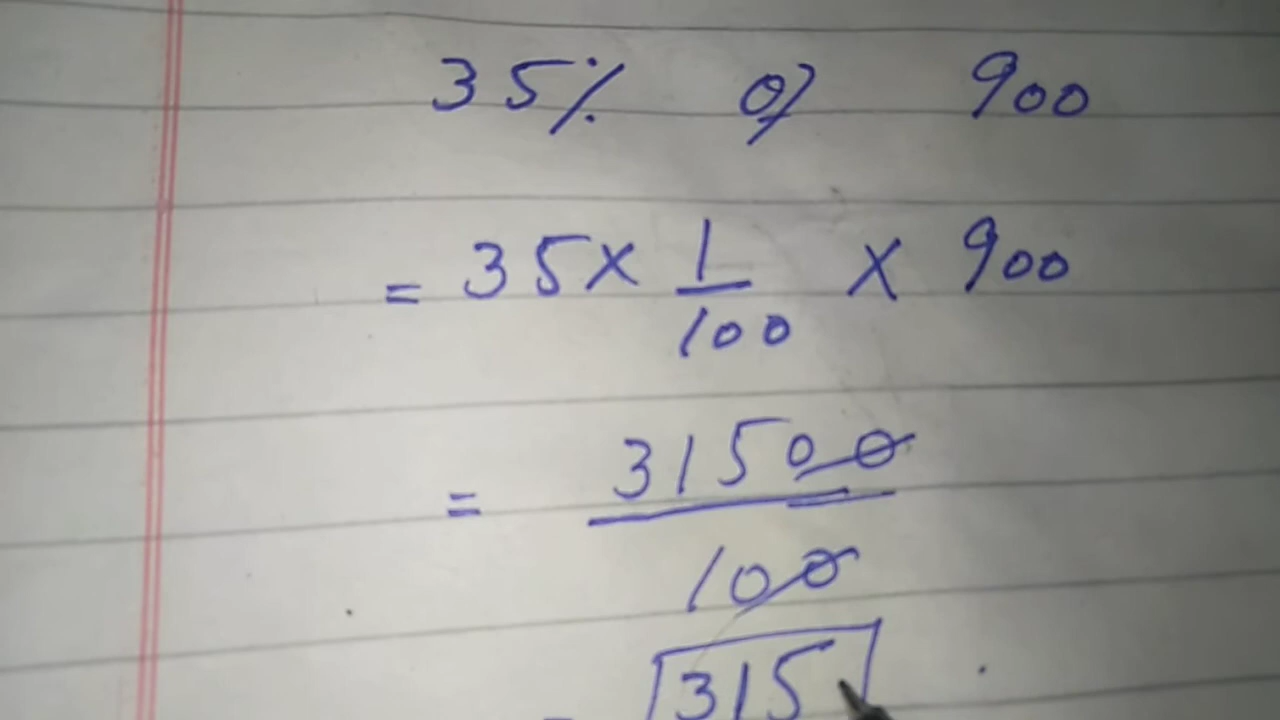 35% of 900
= 35 × 1/100 × 900
= 31500/100
= 315